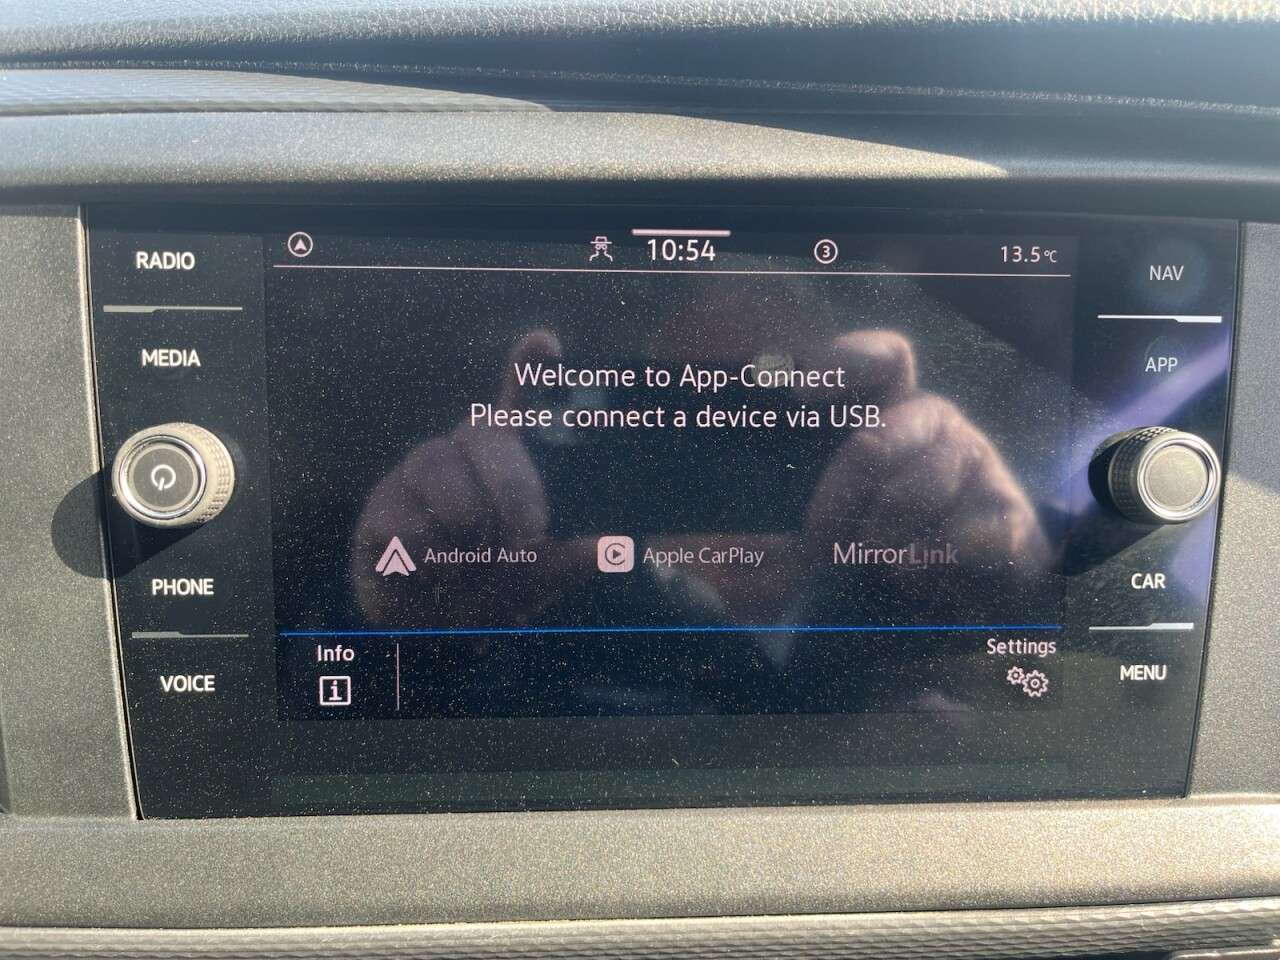 RADIO
MEDIA
PHONE
VOICE
10:54
3
13.5°C
Welcome to App-Connect
Please connect a device via USB.
Android Auto
Apple CarPlay
MirrorLink
Info
i
Settings
NAV
APP
CAR
MENU